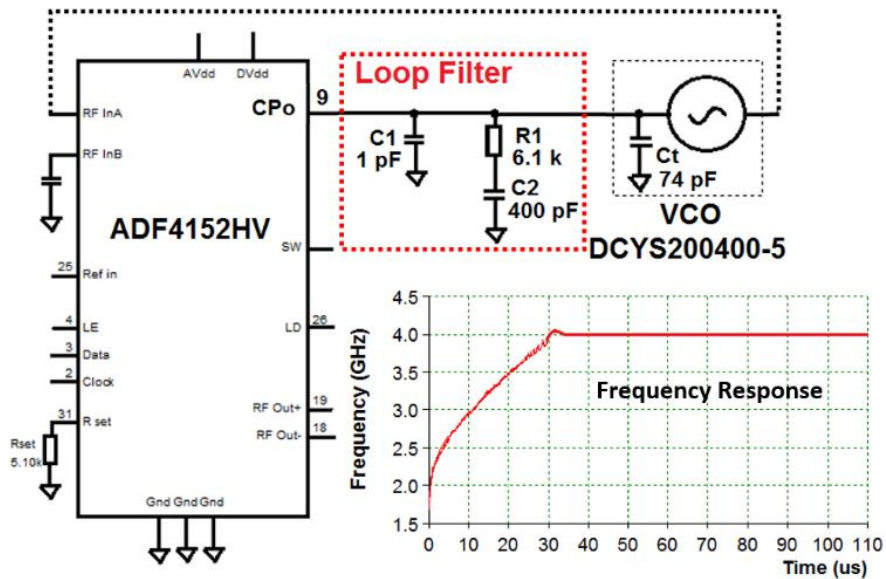 AVdd
DVdd
Loop Filter
RF InA
CPo
9
C1
1 pF
R1
6.1 k
C2
400 pF
Ct
74 pF
RF InB
ADF4152HV
VCO
DCYS200400-5
SW
25
Ref in
4
LE
LD
26
3
Data
2
Clock
31
R set
RF Out+
19
RF Out-
18
Rset
5.10k
Gnd Gnd Gnd
Frequency (GHz)
4.5
4.0
3.5
3.0
2.5
2.0
1.5
Frequency Response
0 10 20 30 40 50 60 70 80 90 100 110
Time (us)